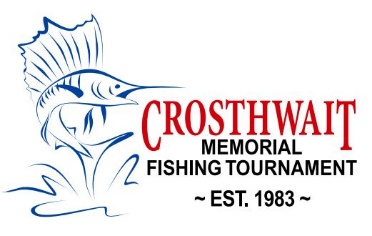 CROSTHWAIT
MEMORIAL
FISHING TOURNAMENT
~ EST. 1983 ~